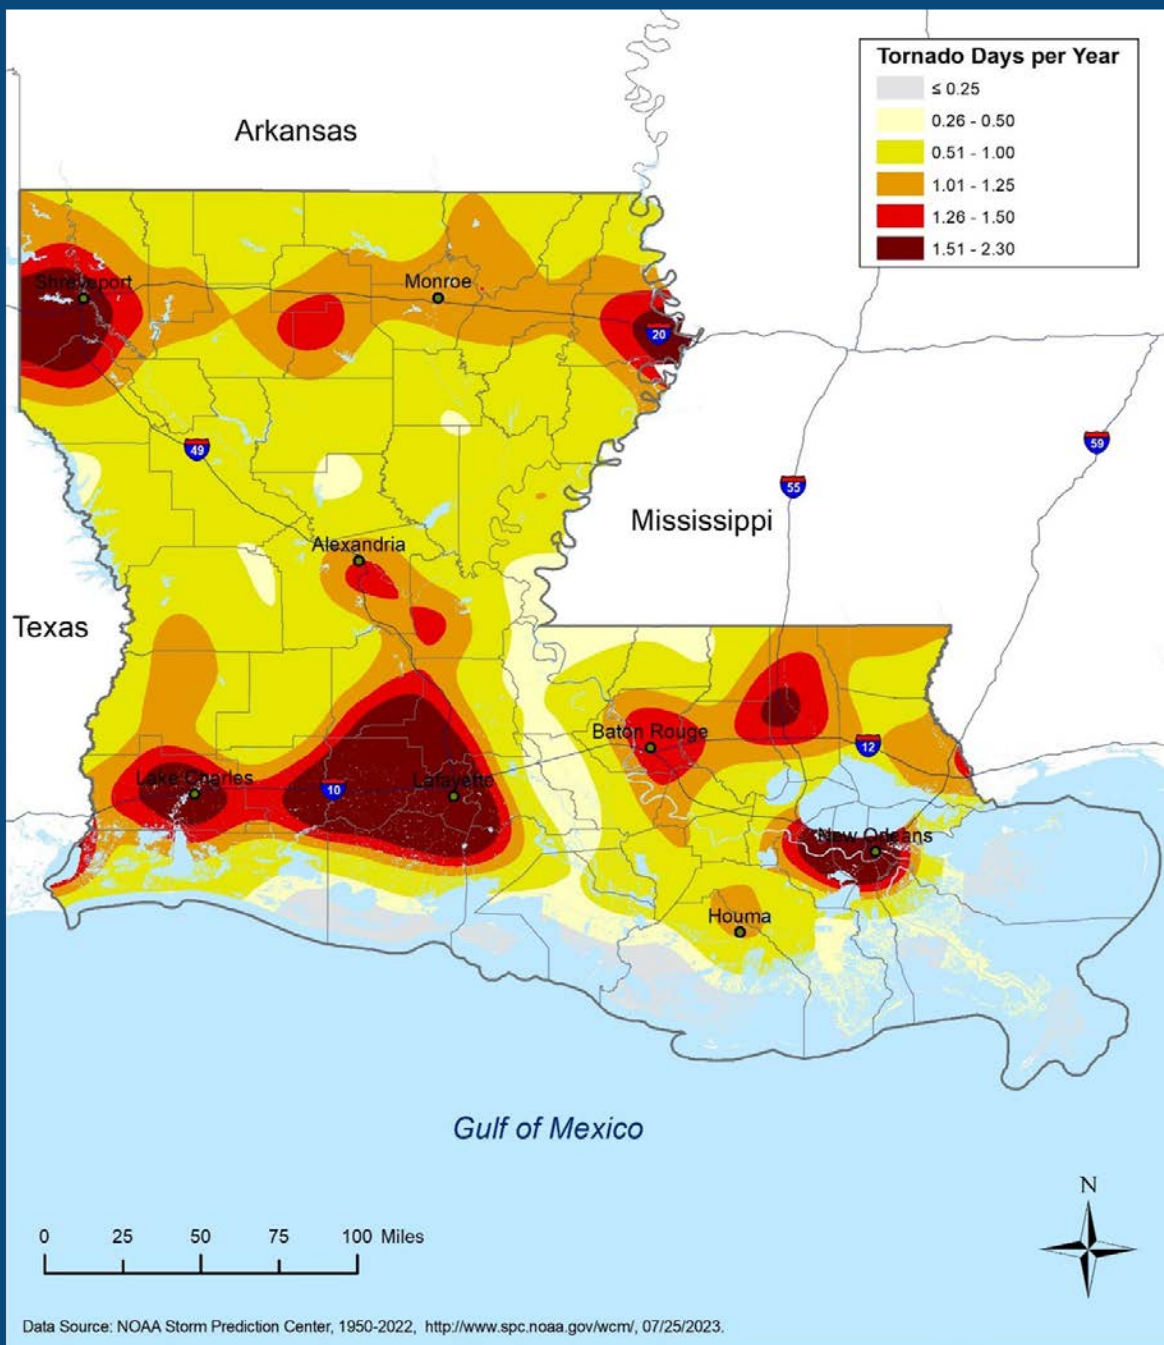 Tornado Days per Year
≤ 0.25
0.26 - 0.50
0.51 - 1.00
1.01 - 1.25
1.26 - 1.50
1.51 - 2.30
Arkansas
Shreveport
Monroe
20
49
59
55
Mississippi
Alexandria
Texas
Baton Rouge
12
Lake Charles
10
Lafayette
New Orleans
Houma
Gulf of Mexico
N
0 25 50 75 100 Miles
Data Source: NOAA Storm Prediction Center, 1950-2022, http://www.spc.noaa.gov/wcm/, 07/25/2023.